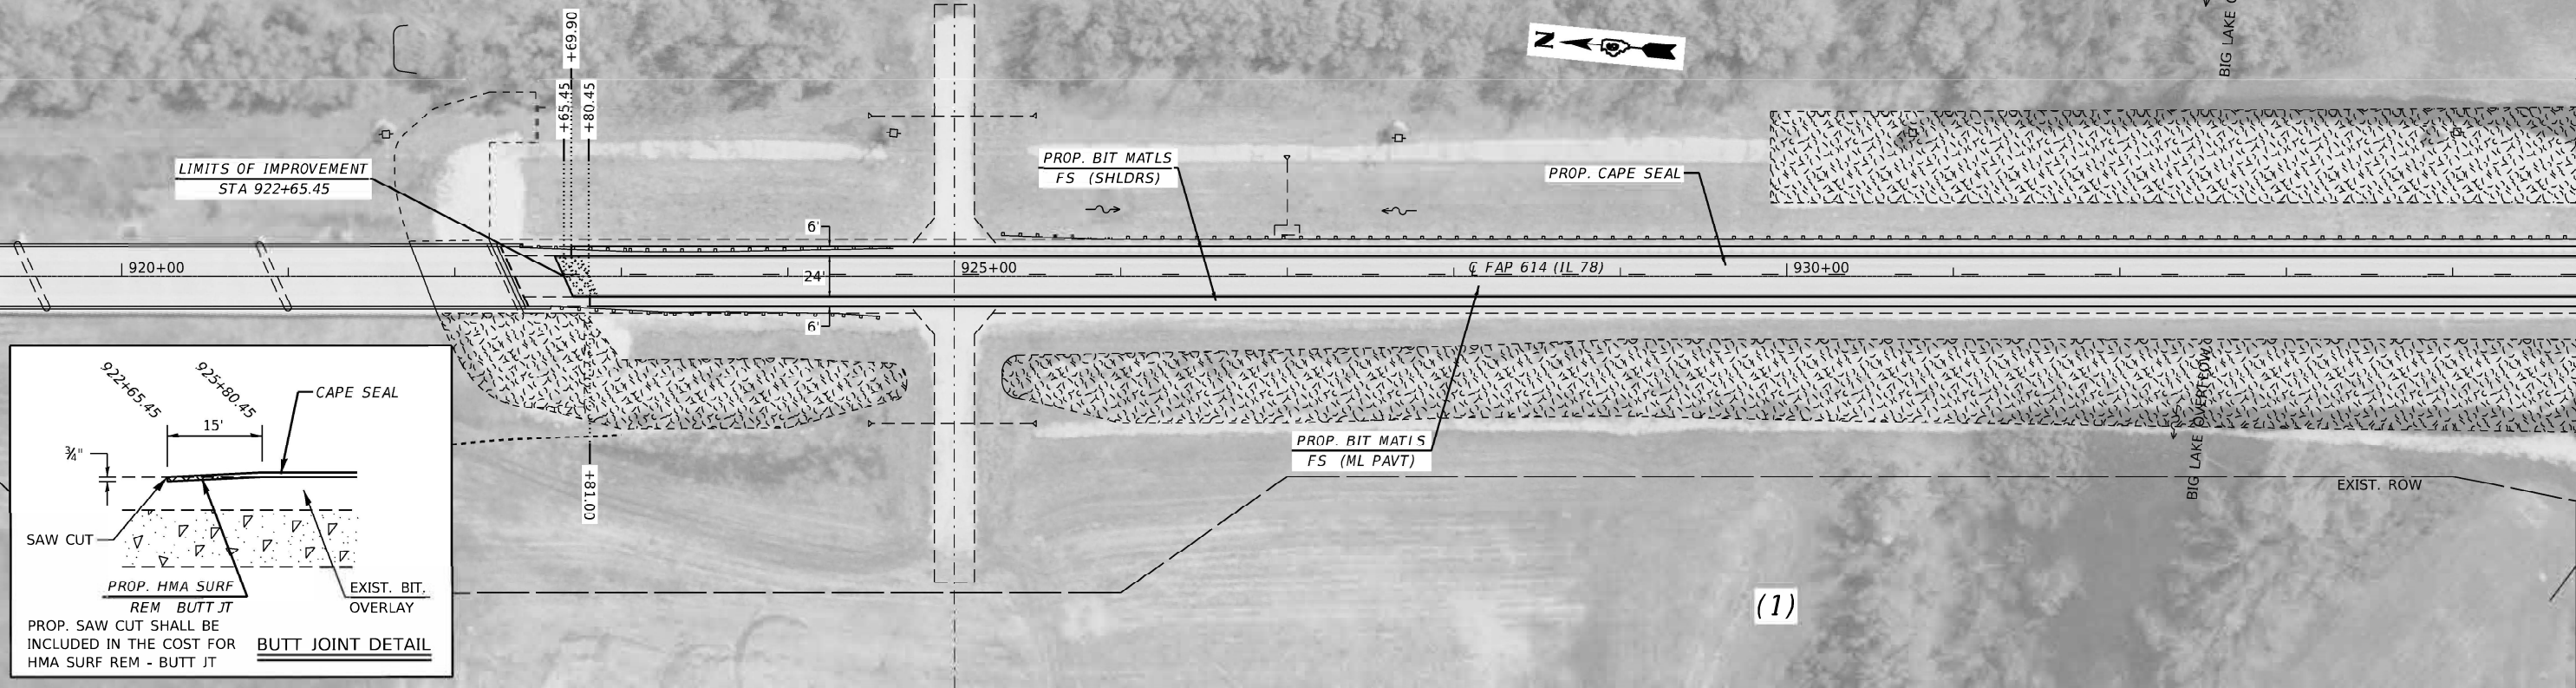 +69.90
+65.45
+80.45
N
BIG LAKE
LIMITS OF IMPROVEMENT
STA 922+65.45
PROP. BIT MATLS
FS (SHLDRS)
PROP. CAPE SEAL
6'
24'
6'
920+00
925+00
℄ FAP 614 (IL 78)
930+00
PROP. BIT MATLS
FS (ML PAVT)
+81.00
BIG LAKE OVERFLOW
EXIST. ROW
(1)
922+65.45
925+80.45
CAPE SEAL
15'
¾"
SAW CUT
PROP. HMA SURF
REM BUTT JT
EXIST. BIT.
OVERLAY
PROP. SAW CUT SHALL BE
INCLUDED IN THE COST FOR
HMA SURF REM - BUTT JT
BUTT JOINT DETAIL